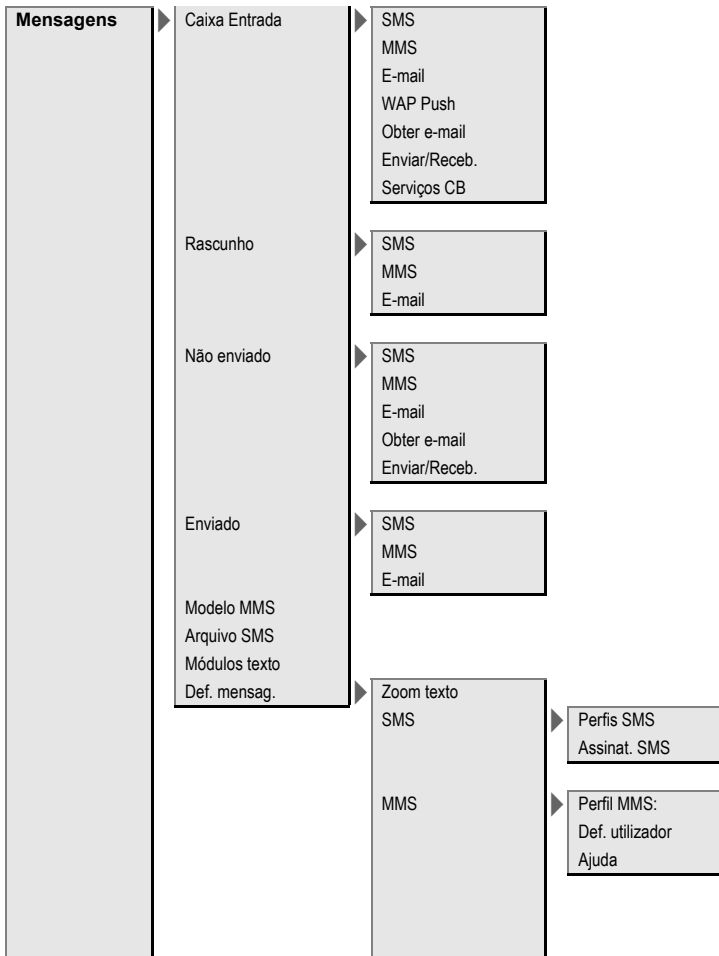 Mensagens
Caixa Entrada
SMS
MMS
E-mail
WAP Push
Obter e-mail
Enviar/Receb.
Serviços CB
Rascunho
SMS
MMS
E-mail
Não enviado
SMS
MMS
E-mail
Obter e-mail
Enviar/Receb.
Enviado
SMS
MMS
E-mail
Modelo MMS
Arquivo SMS
Módulos texto
Def. mensag.
Zoom texto
SMS
Perfis SMS
Assinat. SMS
MMS
Perfil MMS:
Def. utilizador
Ajuda